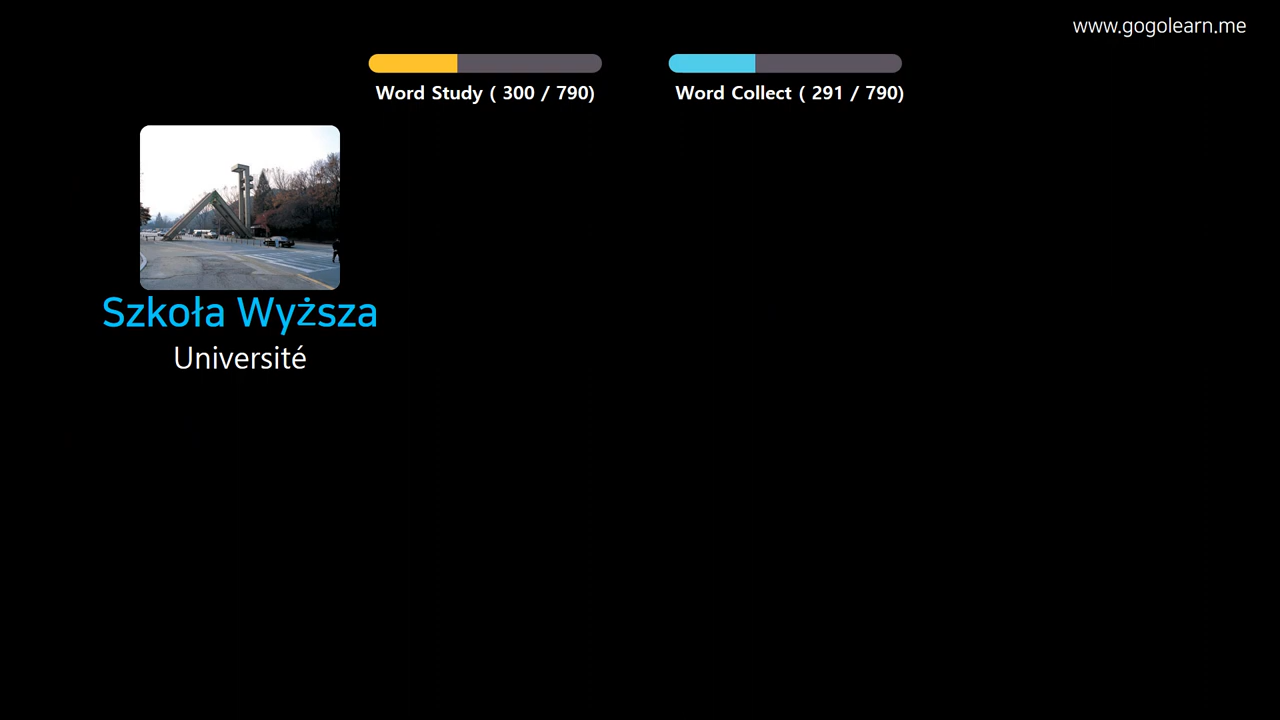 www.gogolearn.me
Word Study ( 300 / 790)
Word Collect ( 291 / 790)
Szkoła Wyższa
Université